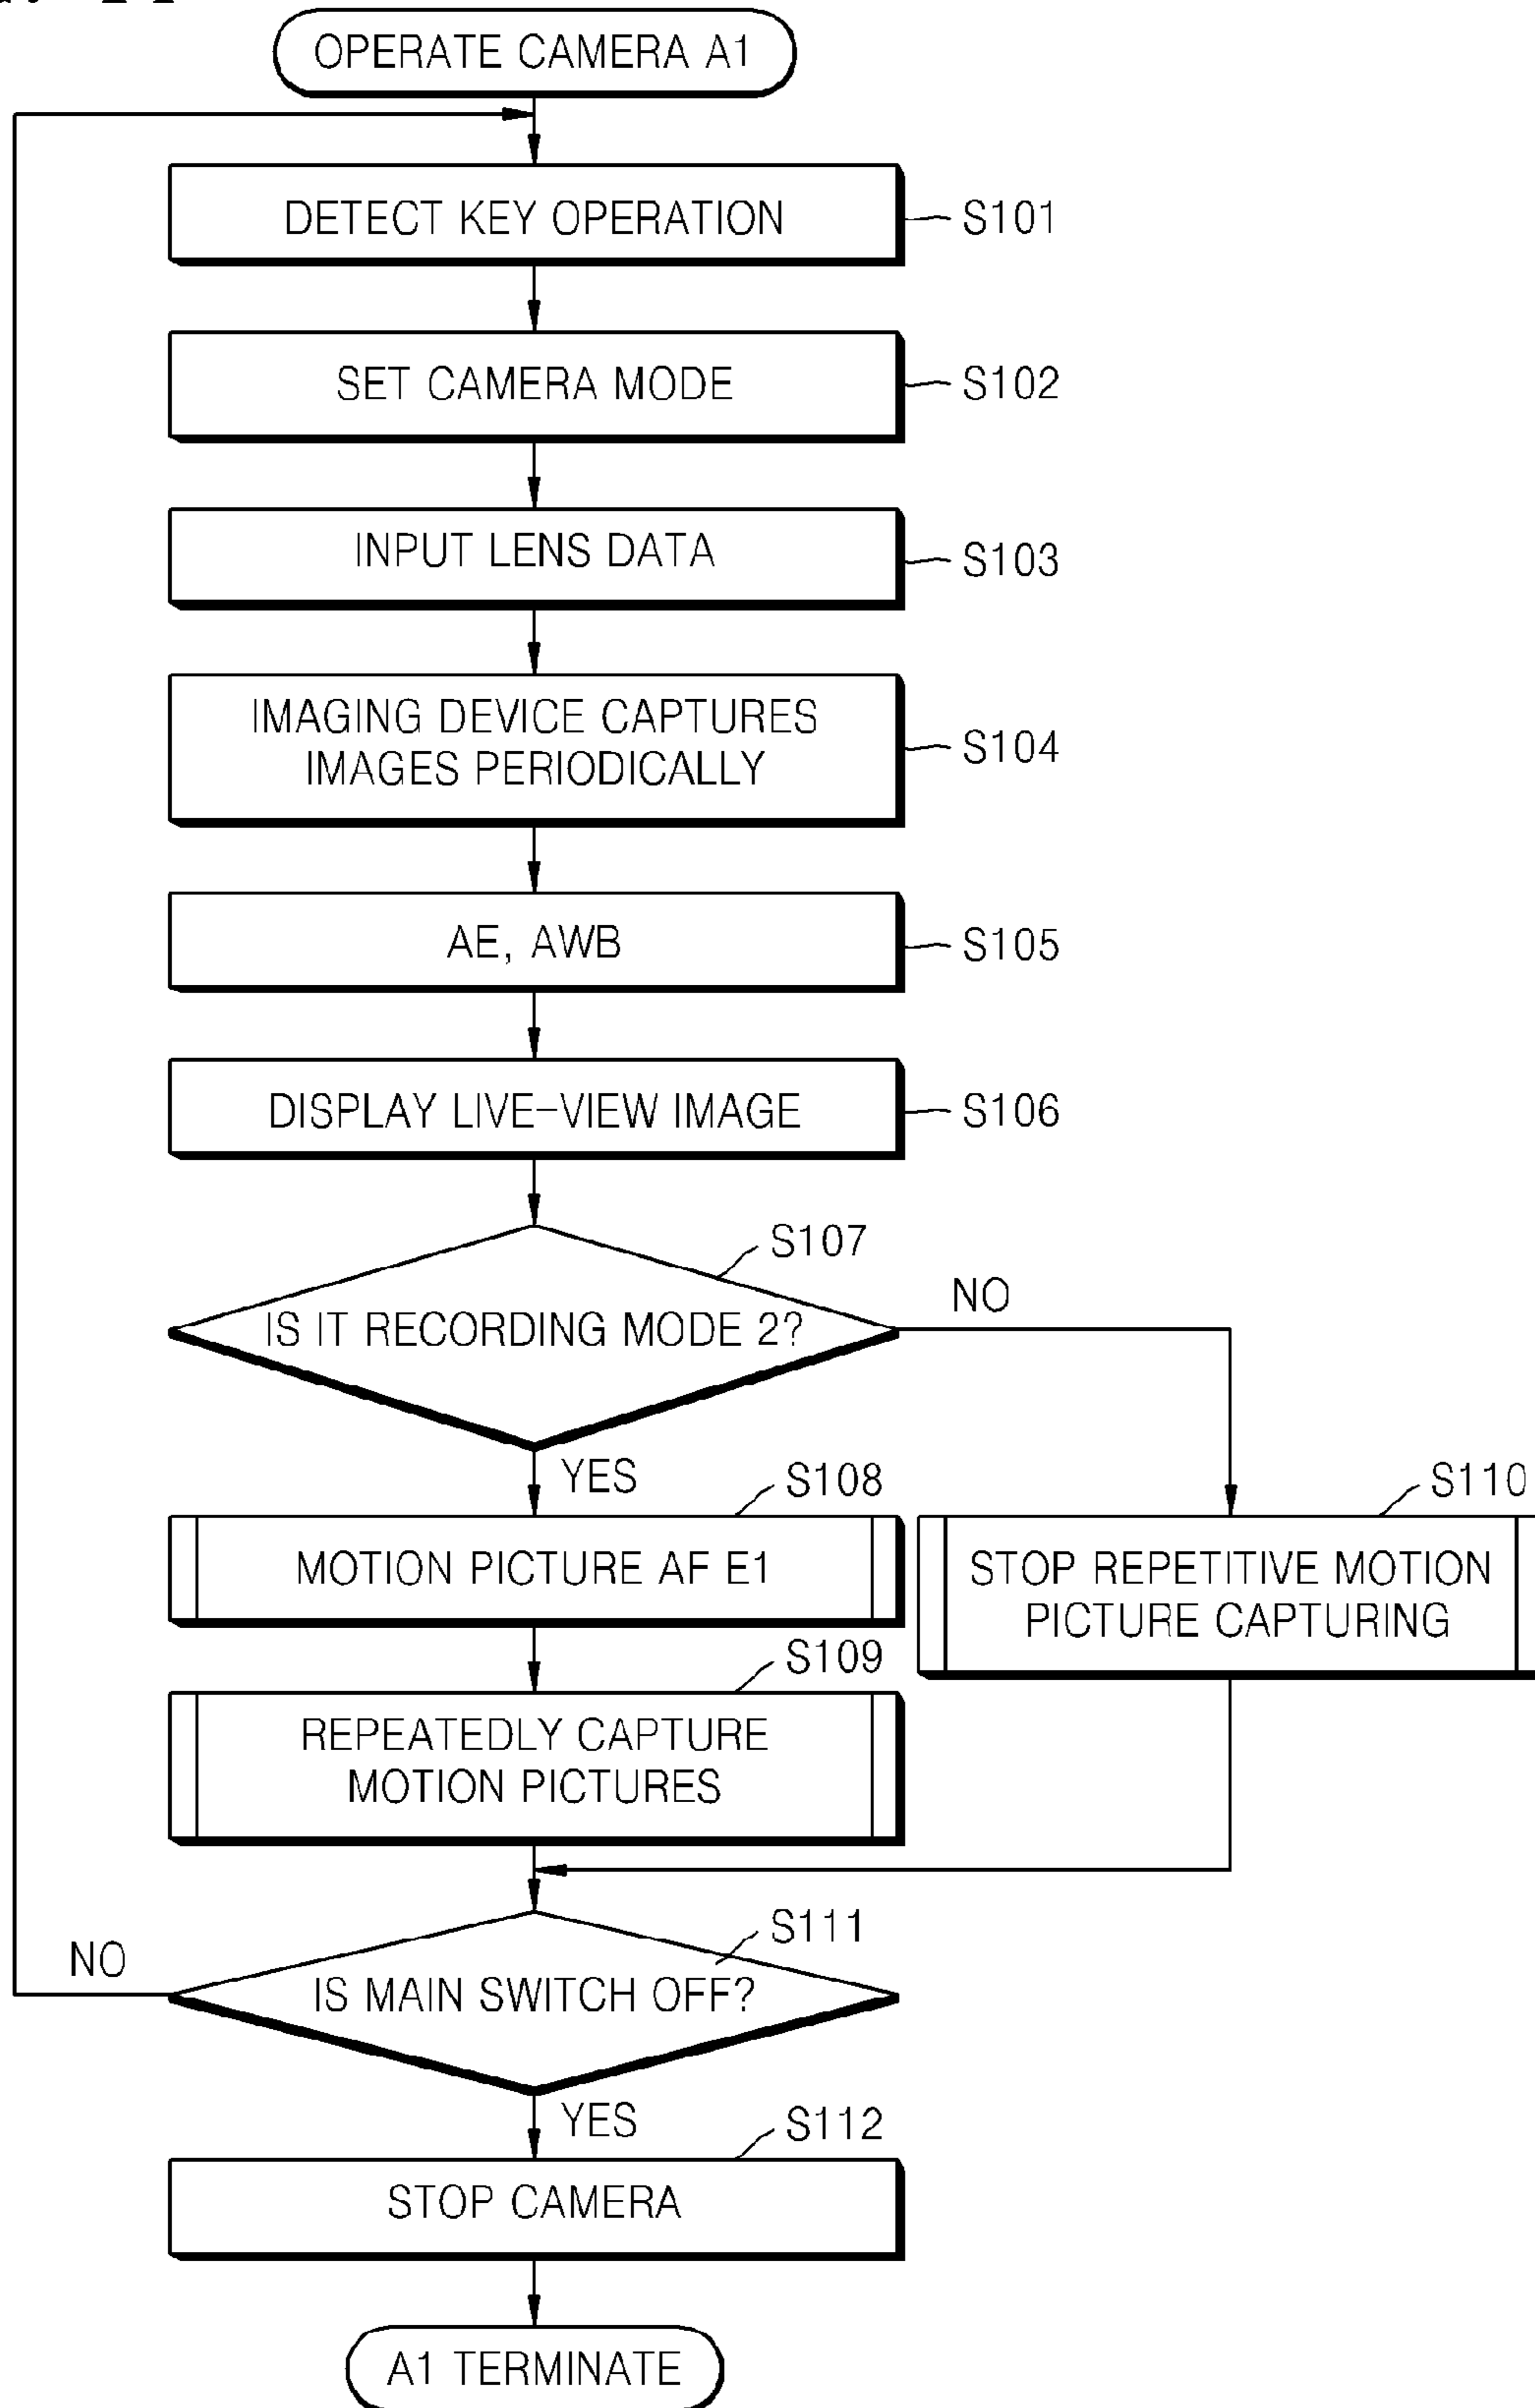 OPERATE CAMERA A1
DETECT KEY OPERATION
S101
SET CAMERA MODE
S102
INPUT LENS DATA
S103
IMAGING DEVICE CAPTURES
IMAGES PERIODICALLY
S104
AE, AWB
S105
DISPLAY LIVE-VIEW IMAGE
S106
S107
IS IT RECORDING MODE 2?
NO
YES
S108
MOTION PICTURE AF E1
S110
STOP REPETITIVE MOTION
PICTURE CAPTURING
S109
REPEATEDLY CAPTURE
MOTION PICTURES
S111
IS MAIN SWITCH OFF?
NO
YES
S112
STOP CAMERA
A1 TERMINATE